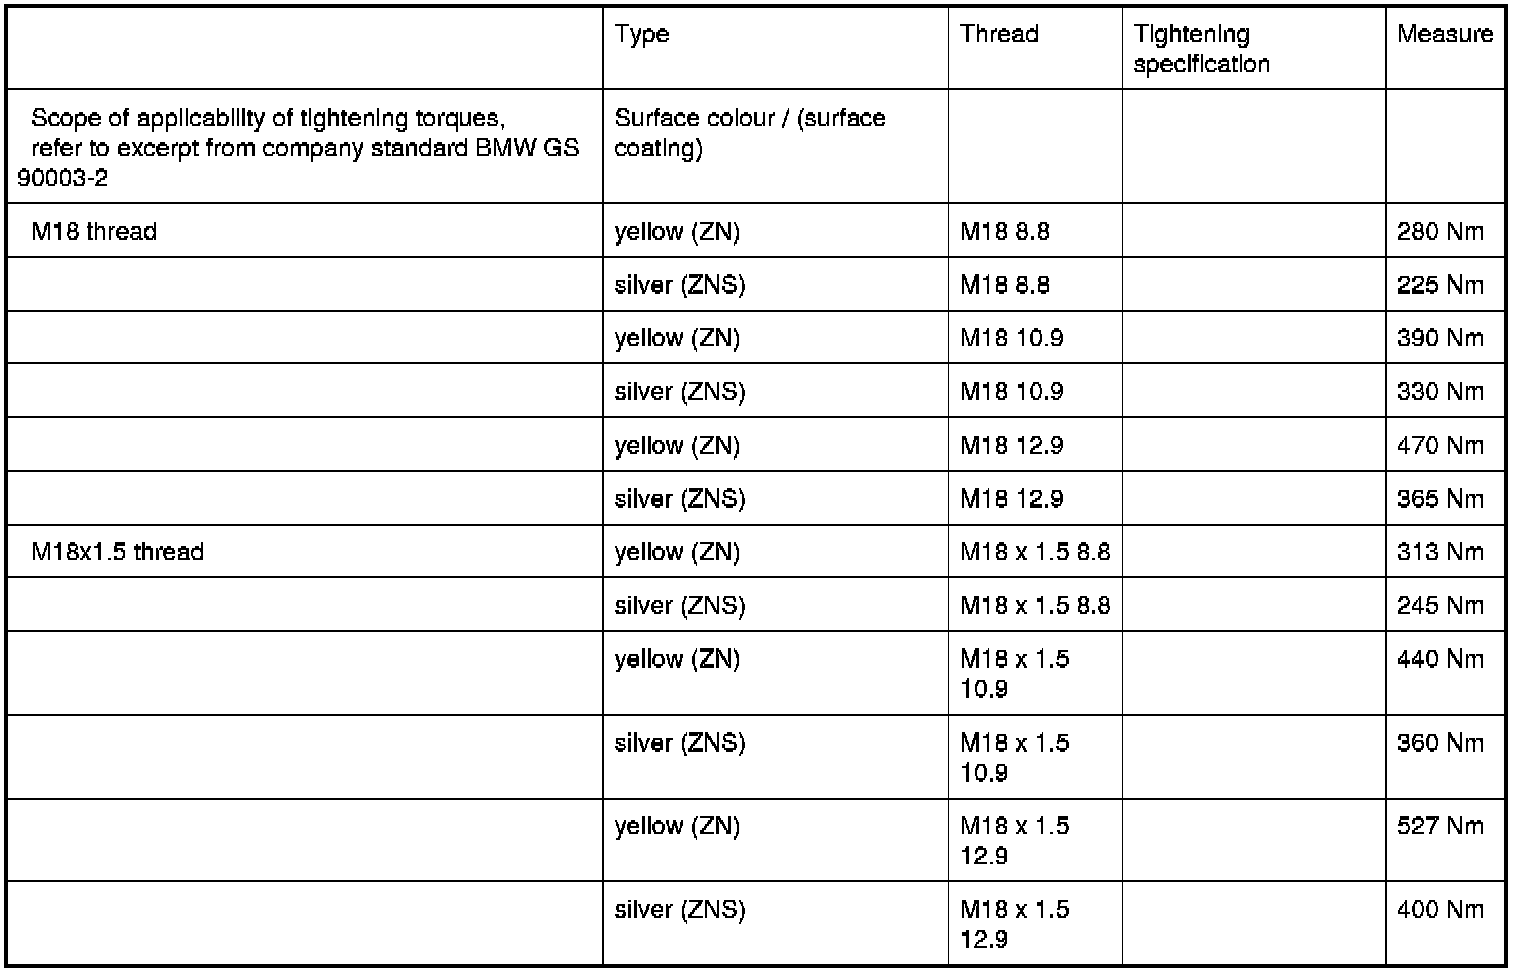 Type Thread Tightening Measure
specification
Scope of applicability of tightening torques, Surface colour / (surface
refer to excerpt from company standard BMW GS coating)
90003-2
M18 thread yellow (ZN) M18 8.8 280 Nm
silver (ZNS) M18 8.8 225 Nm
yellow (ZN) M18 10.9 390 Nm
silver (ZNS) M18 10.9 330 Nm
yellow (ZN) M18 12.9 470 Nm
silver (ZNS) M18 12.9 365 Nm
M18x1.5 thread yellow (ZN) M18 x 1.5 8.8 313 Nm
silver (ZNS) M18 x 1.5 8.8 245 Nm
yellow (ZN) M18 x 1.5 440 Nm
10.9
silver (ZNS) M18 x 1.5 360 Nm
10.9
yellow (ZN) M18 x 1.5 527 Nm
12.9
silver (ZNS) M18 x 1.5 400 Nm
12.9